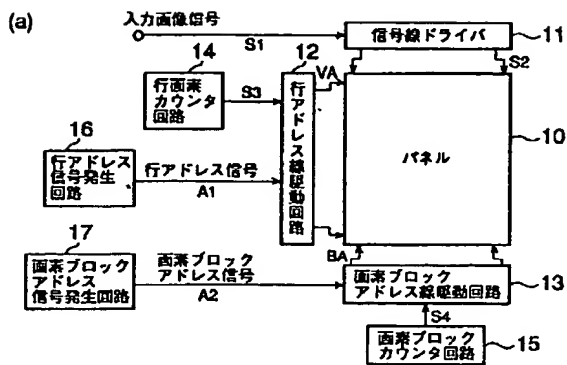 (a)
入力画像信号
S1
信号線ドライバ
11
S2
14
行画素
カウンタ
回路
S3
12
行アドレス線駆動回路
VA
パネル
10
16
行アドレス
信号発生
回路
行アドレス信号
A1
17
画素ブロック
アドレス
信号発生回路
画素ブロック
アドレス信号
A2
BA
画素ブロック
アドレス線駆動回路
13
S4
画素ブロック
カウンタ回路
15